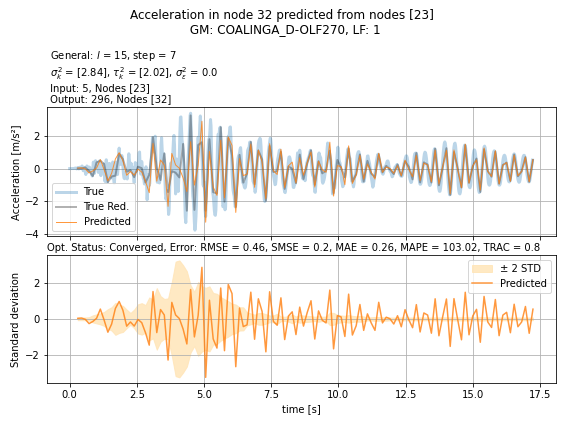 Acceleration in node 32 predicted from nodes [23]
GM: COALINGA_D-OLF270, LF: 1
General: l = 15, step = 7
σ²ₖ = [2.84], τ²ₖ = [2.02], σ²ε = 0.0
Input: 5, Nodes [23]
Output: 296, Nodes [32]
Acceleration [m/s²]
2
0
−2
−4
True
True Red.
Predicted
Opt. Status: Converged, Error: RMSE = 0.46, SMSE = 0.2, MAE = 0.26, MAPE = 103.02, TRAC = 0.8
Standard deviation
2
0
−2
± 2 STD
Predicted
0.0 2.5 5.0 7.5 10.0 12.5 15.0 17.5
time [s]